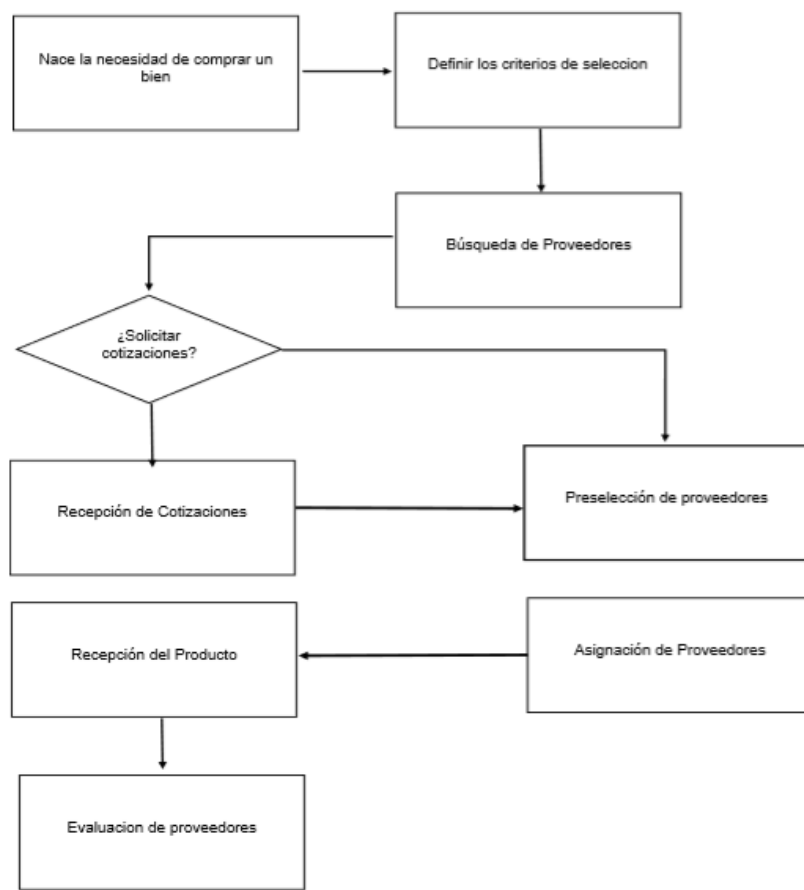 Nace la necesidad de comprar un
bien
Definir los criterios de seleccion
Búsqueda de Proveedores
¿Solicitar
cotizaciones?
Recepción de Cotizaciones
Preselección de proveedores
Asignación de Proveedores
Recepción del Producto
Evaluacion de proveedores